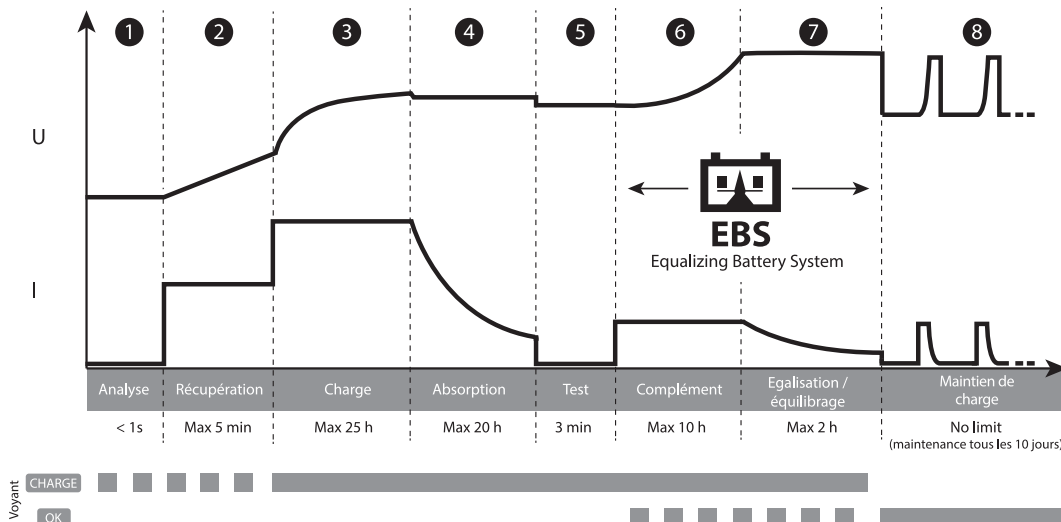 1 2 3 4 5 6 7 8
U
EBS
Equalizing Battery System
I
Analyse Récupération Charge Absorption Test Complément Egalisation / équilibrage Maintien de charge
< 1s Max 5 min Max 25 h Max 20 h 3 min Max 10 h Max 2 h No limit
(maintenance tous les 10 jours)
Voyant
CHARGE
OK